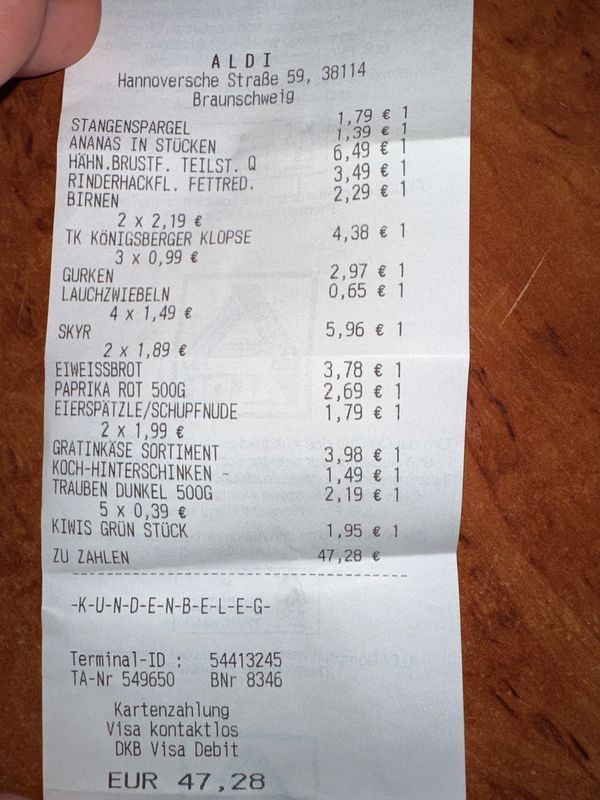 ALDI
Hannoversche Straße 59, 38114
Braunschweig
STANGENSPARGEL 1,79 € 1
ANANAS IN STÜCKEN 1,39 € 1
HÄHN.BRUSTF. TEILST. Q 6,49 € 1
RINDERHACKFL. FETTRED. 3,49 € 1
BIRNEN 2,29 € 1
2 x 2,19 €
TK KÖNIGSBERGER KLOPSE 4,38 € 1
3 x 0,99 €
GURKEN 2,97 € 1
LAUCHZWIEBELN 0,65 € 1
4 x 1,49 €
SKYR 5,96 € 1
2 x 1,89 €
EIWEISSBROT 3,78 € 1
PAPRIKA ROT 500G 2,69 € 1
EIERSPÄTZLE/SCHUPFNUDE 1,79 € 1
2 x 1,99 €
GRATINKÄSE SORTIMENT 3,98 € 1
KOCH-HINTERSCHINKEN - 1,49 € 1
TRAUBEN DUNKEL 500G 2,19 € 1
5 x 0,39 €
KIWIS GRÜN STÜCK 1,95 € 1
ZU ZAHLEN 47,28 €
-K-U-N-D-E-N-B-E-L-E-G-
Terminal-ID : 54413245
TA-Nr 549650 BNr 8346
Kartenzahlung
Visa kontaktlos
DKB Visa Debit
EUR 47,28